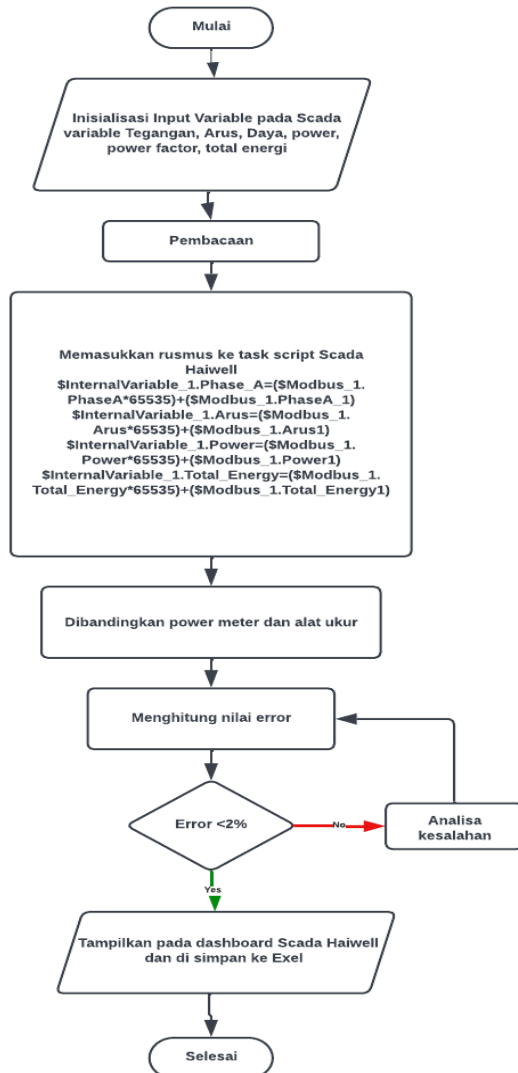 Mulai
Inisialisasi Input Variable pada Scada
variable Tegangan, Arus, Daya, power,
power factor, total energi
Pembacaan
Memasukkan rusmus ke task script Scada
Haiwell
$InternalVariable_1.Phase_A=($Modbus_1.
PhaseA*65535)+($Modbus_1.PhaseA_1)
$InternalVariable_1.Arus=($Modbus_1.
Arus*65535)+($Modbus_1.Arus1)
$InternalVariable_1.Power=($Modbus_1.
Power*65535)+($Modbus_1.Power1)
$InternalVariable_1.Total_Energy=($Modbus_1.
Total_Energy*65535)+($Modbus_1.Total_Energy1)
Dibandingkan power meter dan alat ukur
Menghitung nilai error
Error <2%
No
Analisa
kesalahan
Yes
Tampilkan pada dashboard Scada Haiwell
dan di simpan ke Exel
Selesai